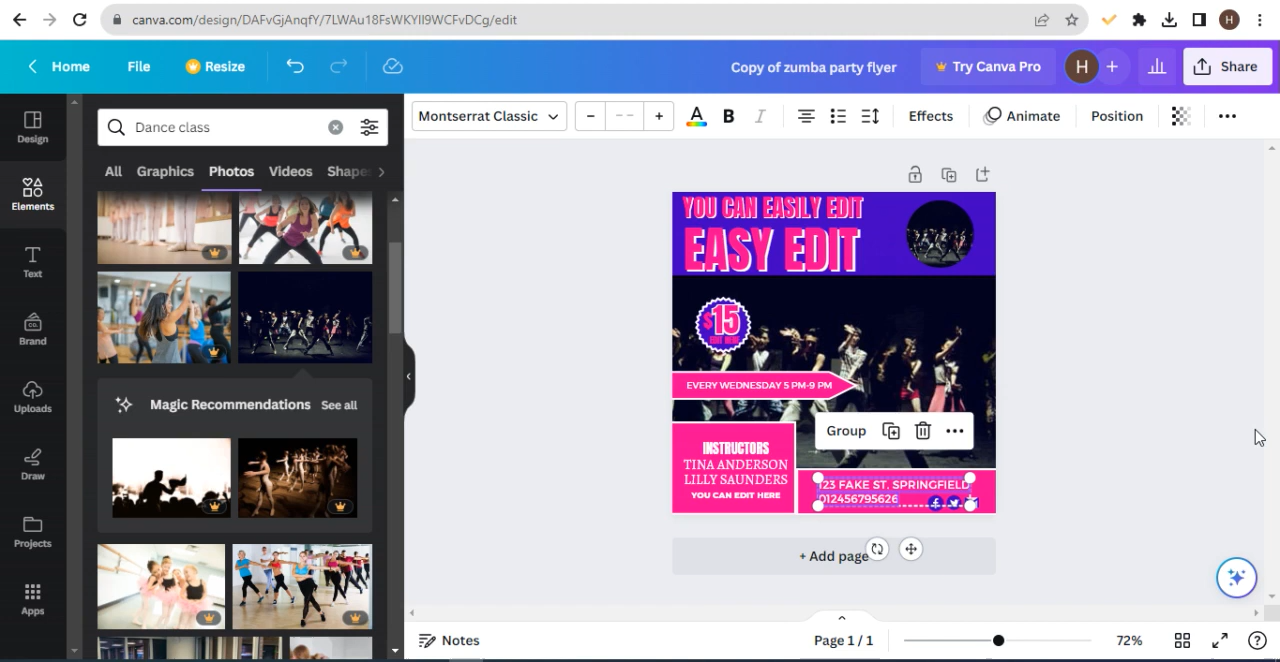 canva.com/design/DAFvGjAnqfY/7LWAu18FsWKYII9WCFvDCg/edit
H
Home
File
Resize
Copy of zumba party flyer
Try Canva Pro
H
+
Share
Design
Elements
Text
CO.
Brand
Uploads
Draw
Projects
Apps
Dance class
All Graphics Photos Videos Shapes
Magic Recommendations See all
Montserrat Classic
– -- +
A B I
Effects
Animate
Position
YOU CAN EASILY EDIT
EASY EDIT
$15
EDIT HERE
EVERY WEDNESDAY 5 PM-9 PM
Group
INSTRUCTORS
TINA ANDERSON
LILLY SAUNDERS
YOU CAN EDIT HERE
123 FAKE ST. SPRINGFIELD
012456795626
+ Add page
Notes
Page 1 / 1
72%